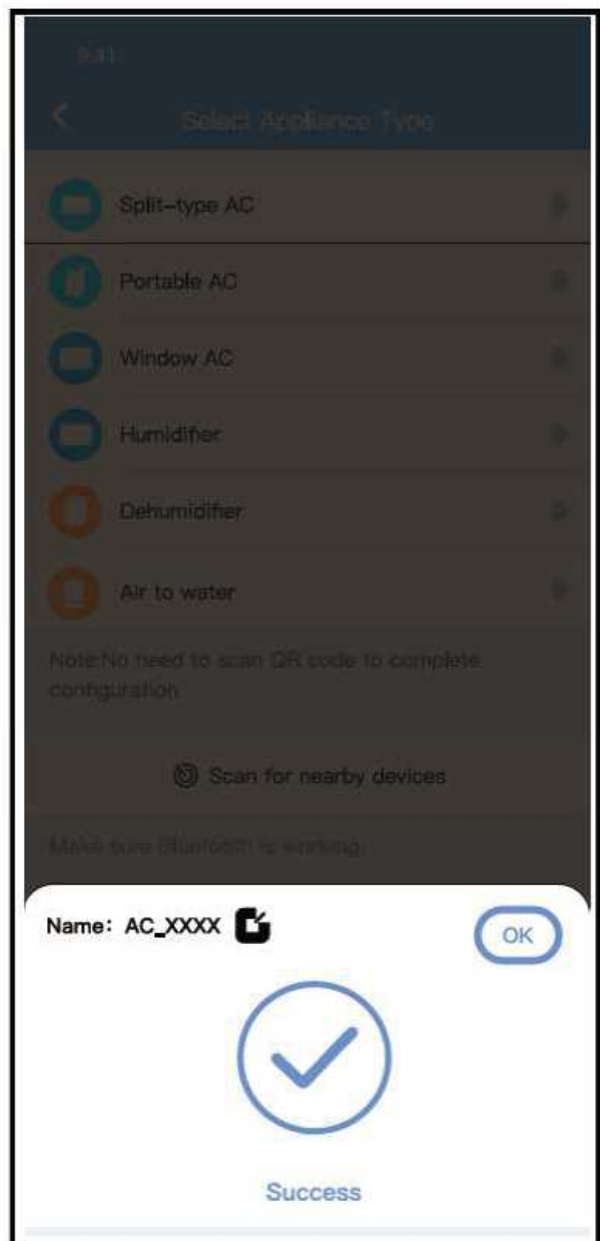 9:41
Select Appliance Type
Split-type AC
Portable AC
Window AC
Humidifier
Dehumidifier
Air to water
Note:No need to scan QR code to complete
configuration
Scan for nearby devices
Make sure Bluetooth is working.
Name: AC_XXXX
OK
Success